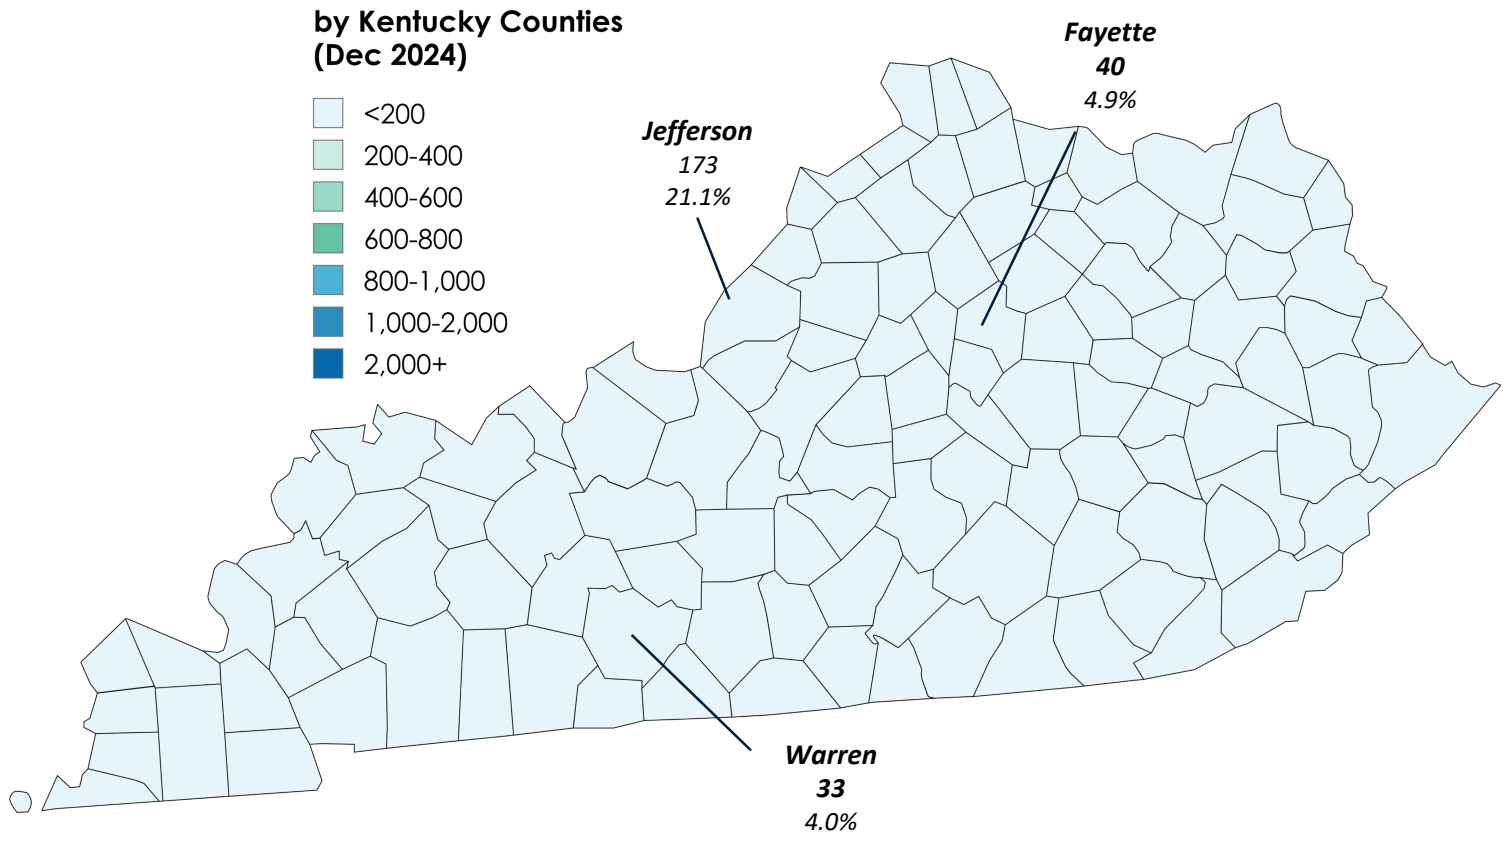 by Kentucky Counties
(Dec 2024)
<200
200-400
400-600
600-800
800-1,000
1,000-2,000
2,000+
Jefferson
173
21.1%
Fayette
40
4.9%
Warren
33
4.0%